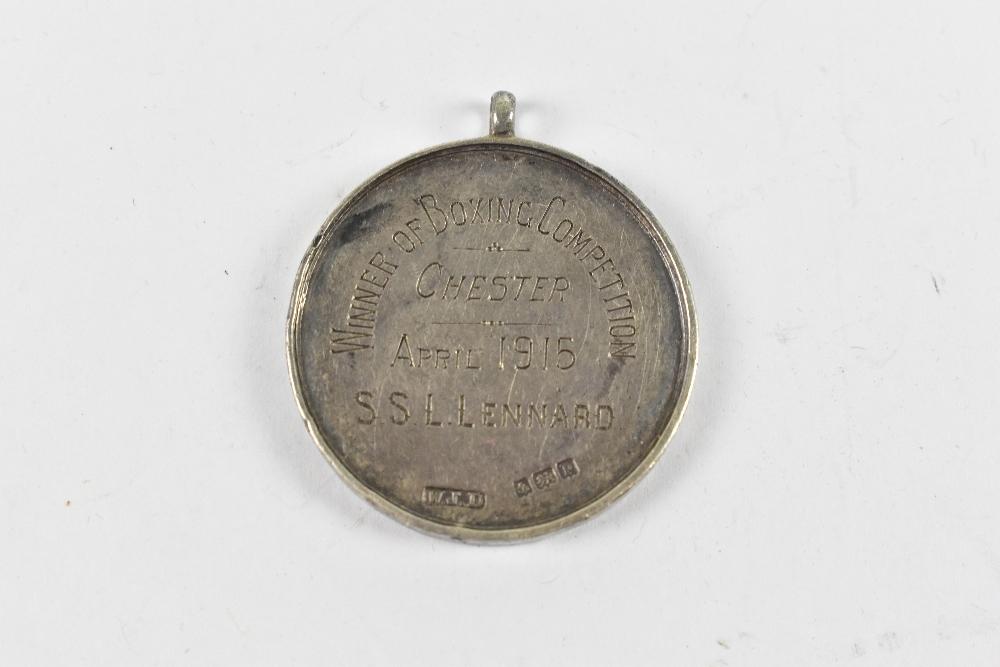 WINNER OF BOXING COMPETITION
CHESTER
APRIL 1915
S.S.L. LENNARD